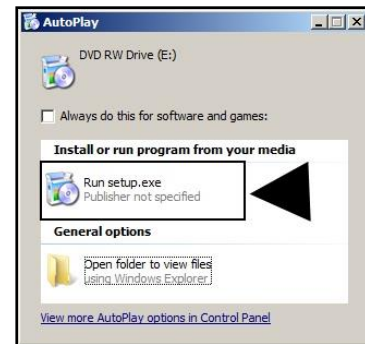 AutoPlay
DVD RW Drive (E:)
Always do this for software and games:
Install or run program from your media
Run setup.exe
Publisher not specified
General options
Open folder to view files
using Windows Explorer
View more AutoPlay options in Control Panel